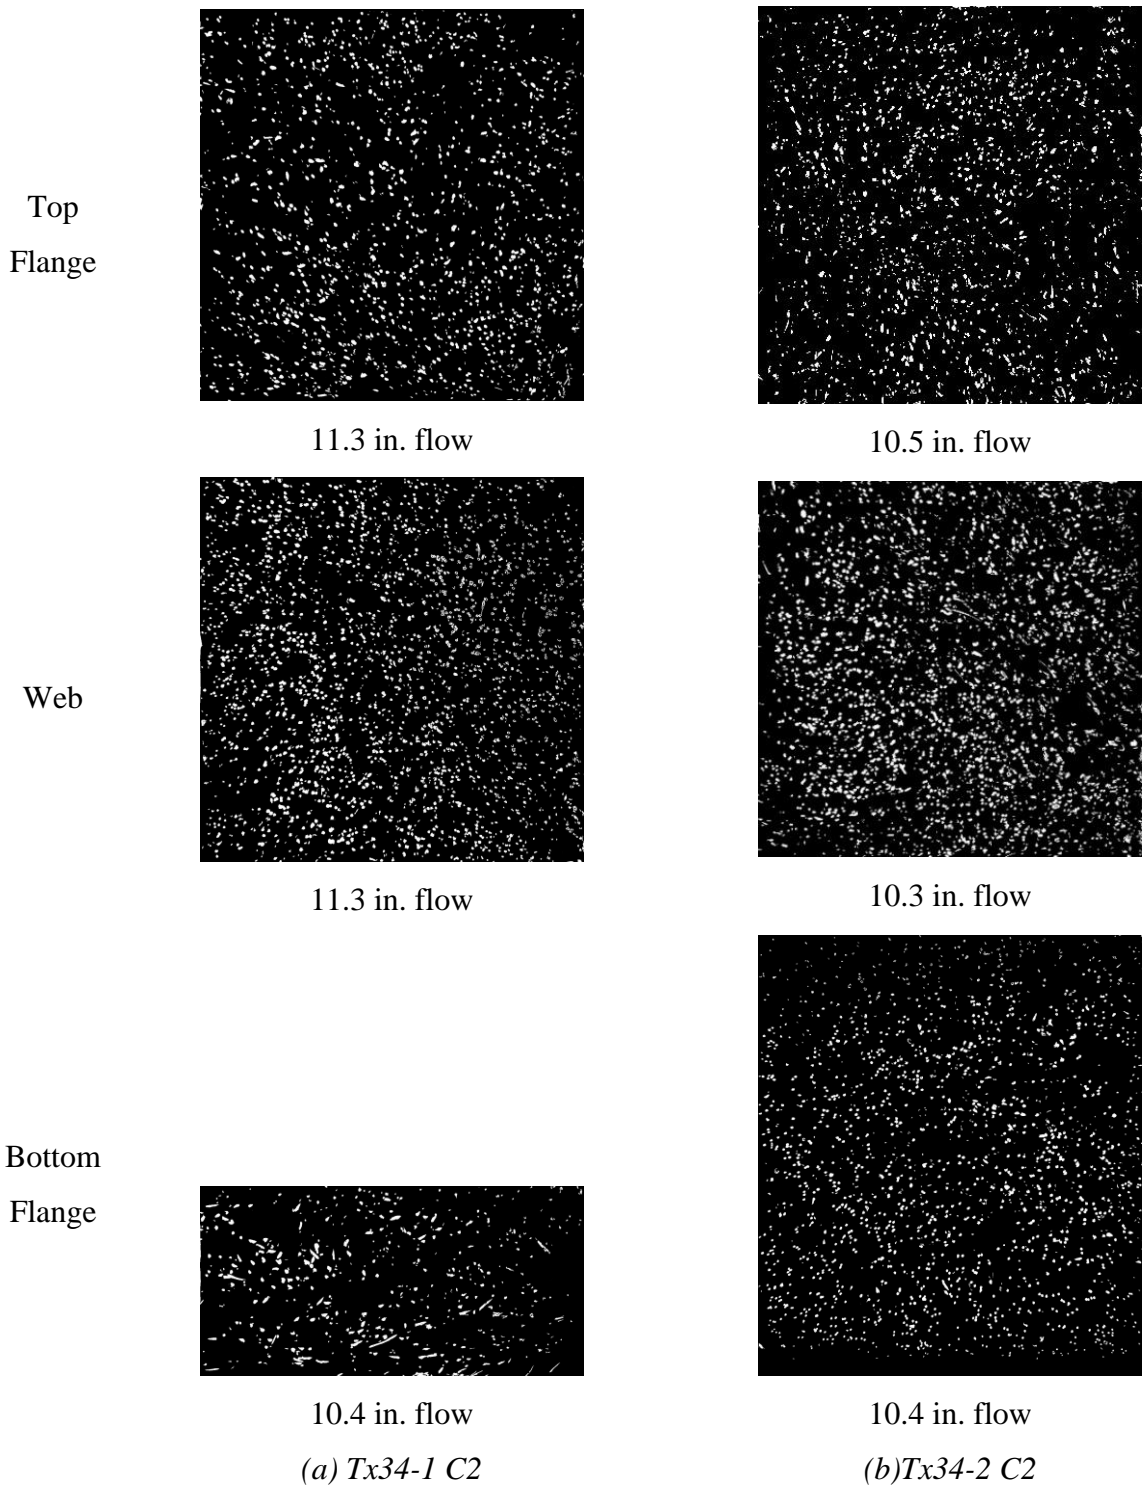 Top
Flange
11.3 in. flow
10.5 in. flow
Web
11.3 in. flow
10.3 in. flow
Bottom
Flange
10.4 in. flow
10.4 in. flow
(a) Tx34-1 C2
(b)Tx34-2 C2